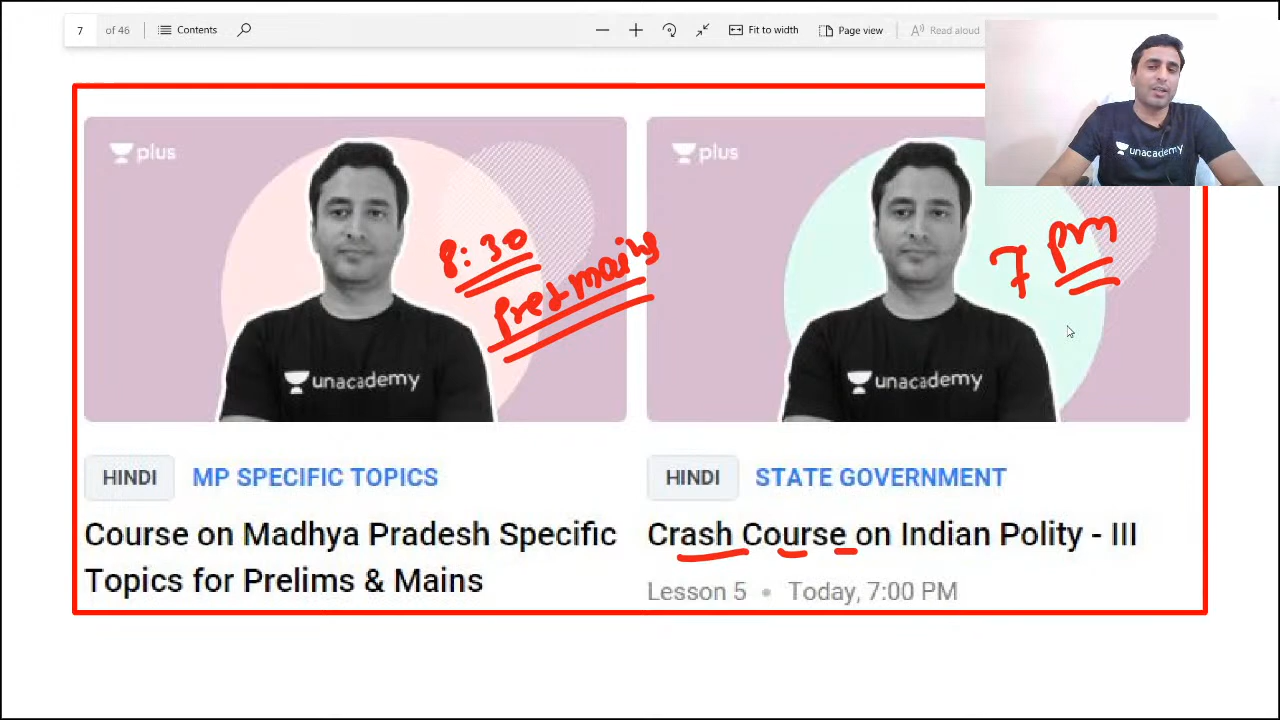 7 of 46 Contents Fit to width Page view Read aloud
unacademy
plus
plus
8:30
7 pm
unacademy
unacademy
HINDI MP SPECIFIC TOPICS
Course on Madhya Pradesh Specific
Topics for Prelims & Mains
HINDI STATE GOVERNMENT
Crash Course on Indian Polity - III
Lesson 5 • Today, 7:00 PM